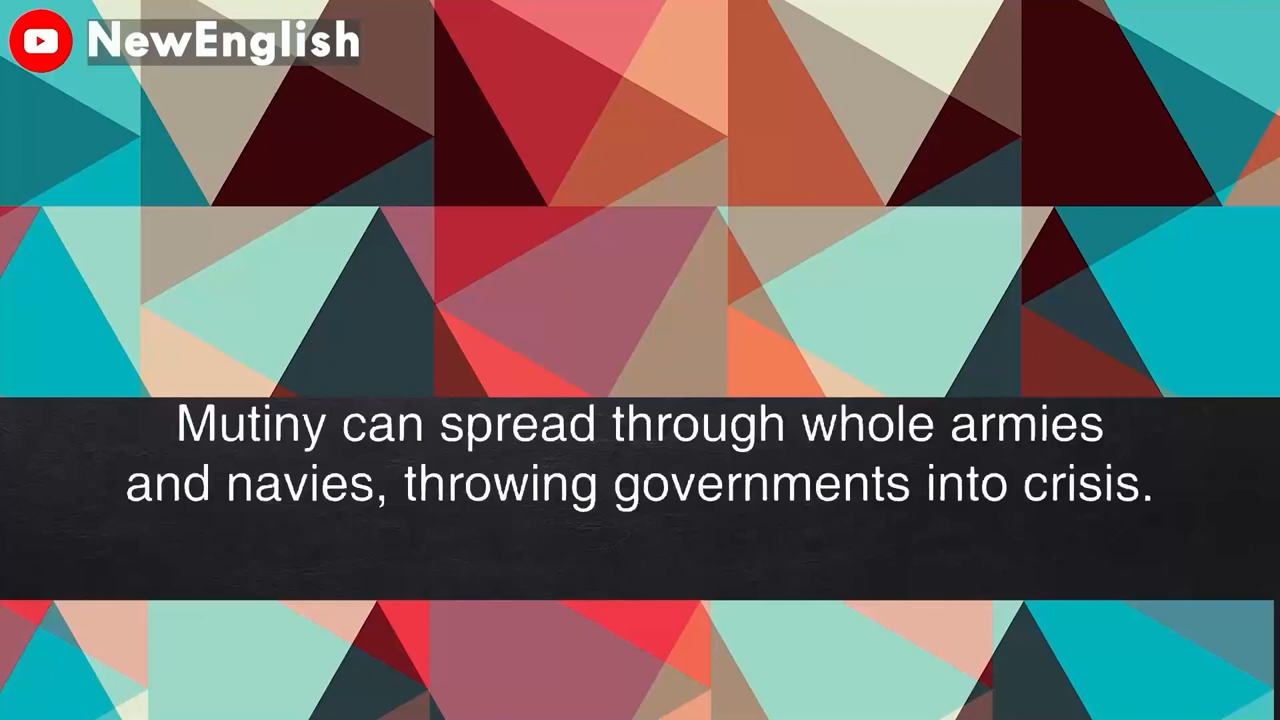 NewEnglish
Mutiny can spread through whole armies
and navies, throwing governments into crisis.